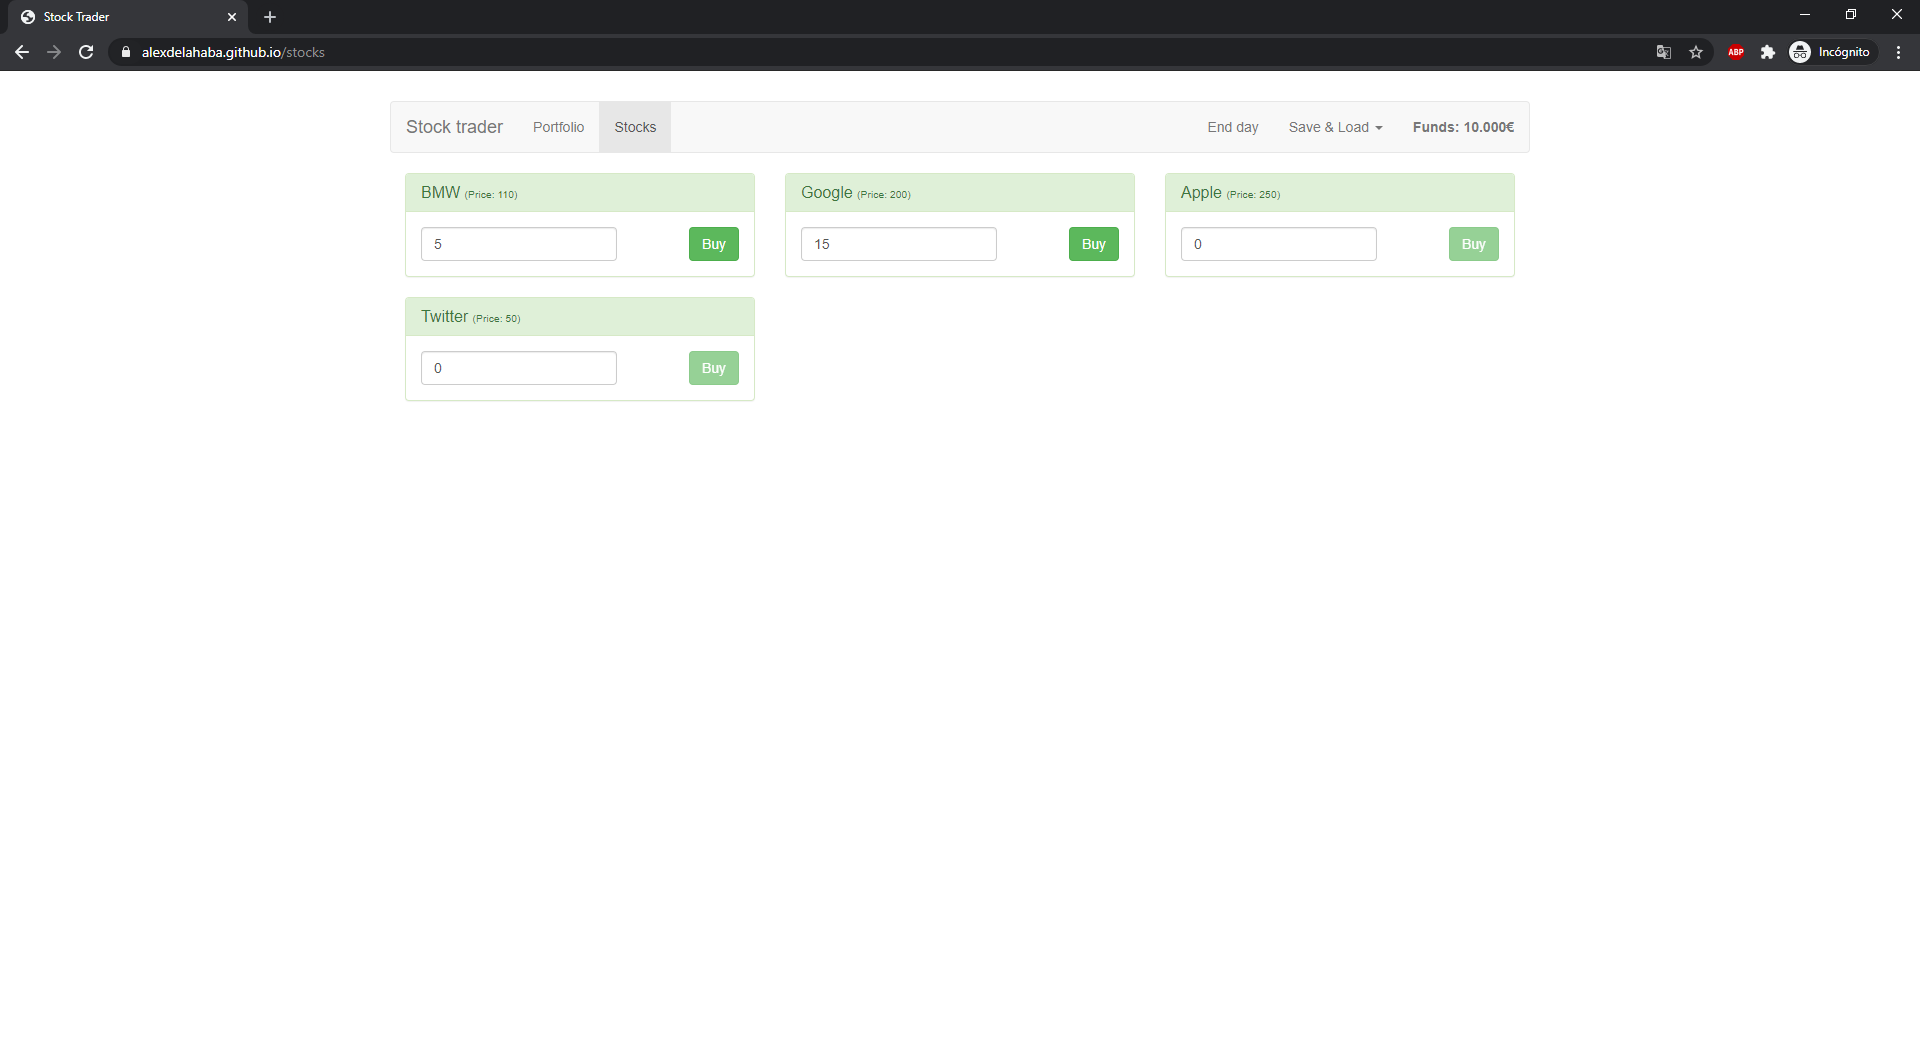 Stock Trader
alexdelahaba.github.io/stocks
ABP
Incógnito
Stock trader
Portfolio
Stocks
End day
Save & Load
Funds: 10.000€
BMW (Price: 110)
5
Buy
Google (Price: 200)
15
Buy
Apple (Price: 250)
0
Buy
Twitter (Price: 50)
0
Buy